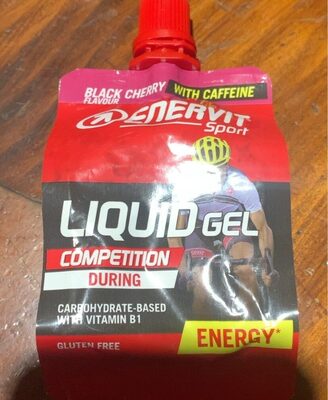 BLACK CHERRY
FLAVOUR
WITH CAFFEINE
ENERVIT
Sport
LIQUID GEL
COMPETITION
DURING
CARBOHYDRATE-BASED
WITH VITAMIN B1
GLUTEN FREE
ENERGY*